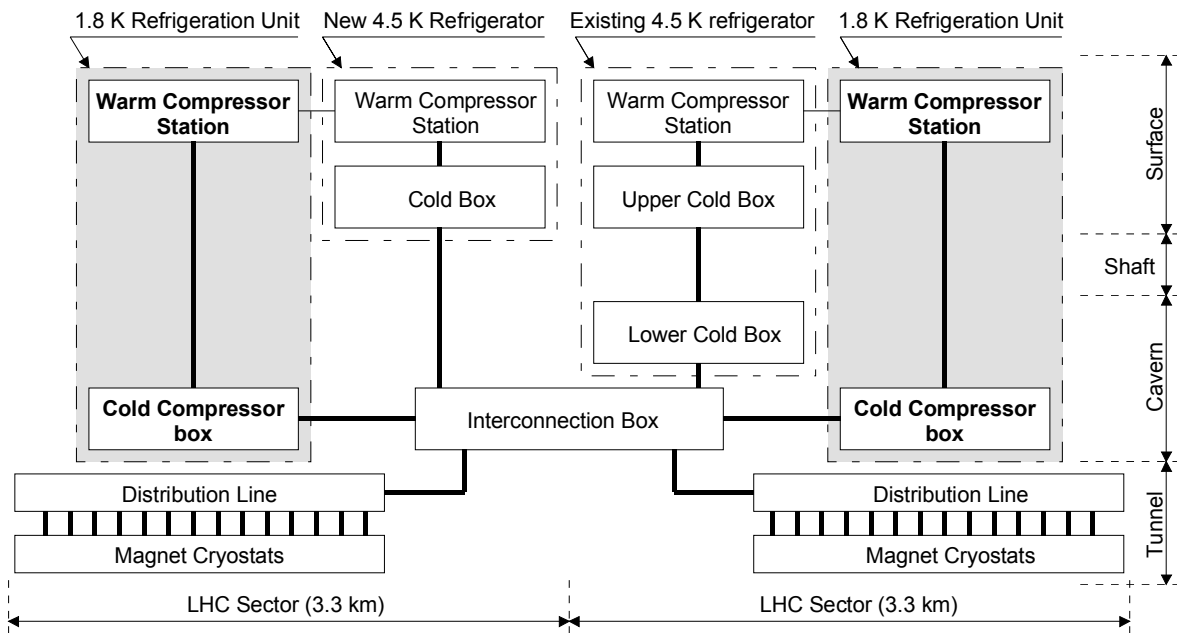 1.8 K Refrigeration Unit
New 4.5 K Refrigerator
Existing 4.5 K refrigerator
1.8 K Refrigeration Unit
Warm Compressor
Station
Warm Compressor
Station
Warm Compressor
Station
Warm Compressor
Station
Surface
Cold Box
Upper Cold Box
Shaft
Lower Cold Box
Cavern
Cold Compressor
box
Interconnection Box
Cold Compressor
box
Distribution Line
Distribution Line
Tunnel
Magnet Cryostats
Magnet Cryostats
LHC Sector (3.3 km)
LHC Sector (3.3 km)